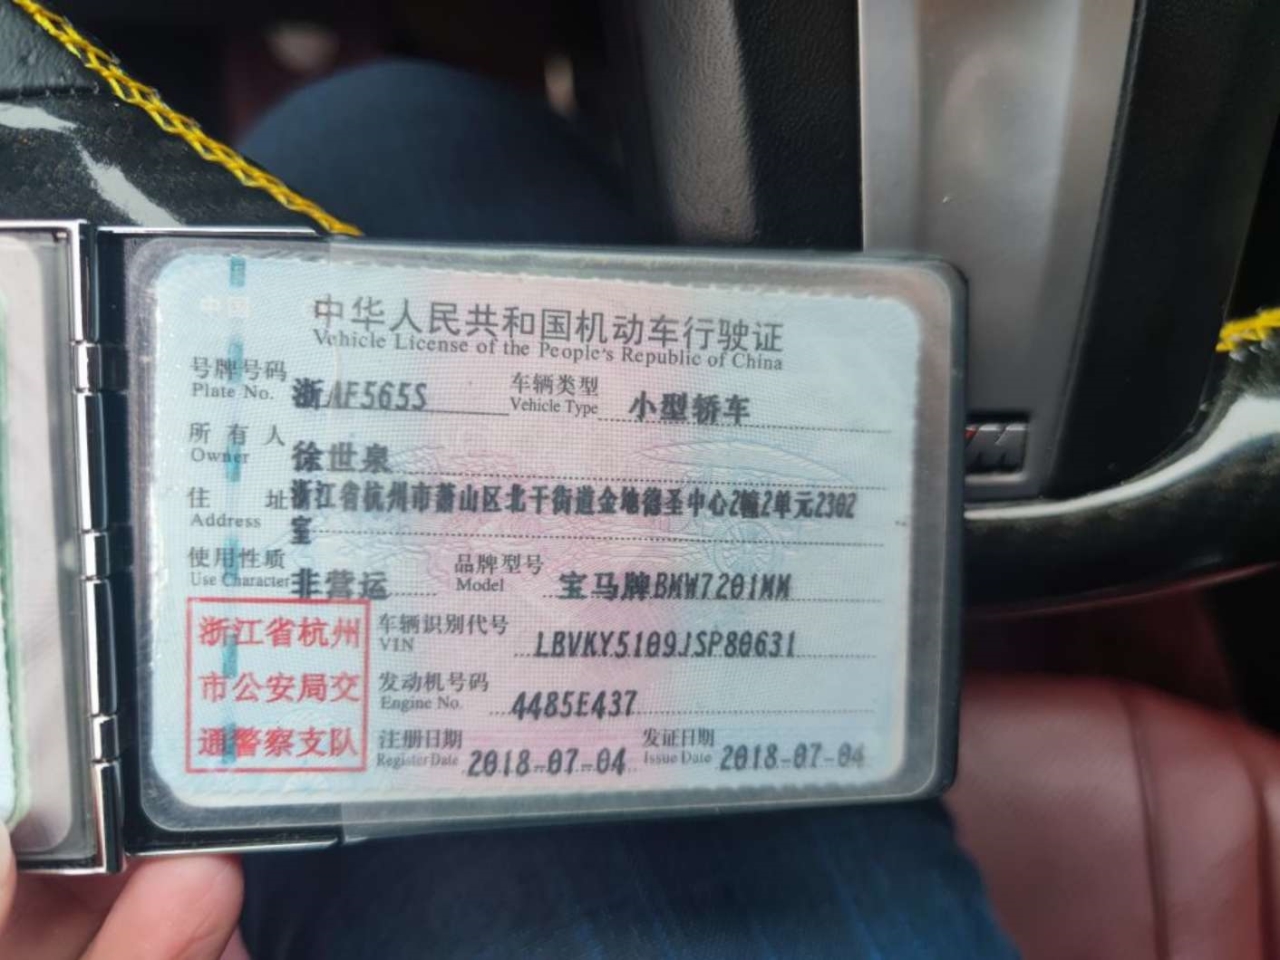 中国
中华人民共和国机动车行驶证
Vehicle License of the People's Republic of China
号牌号码 浙AF565S 车辆类型 小型轿车
Plate No. Vehicle Type
所有人 徐世泉
Owner
住址 浙江省杭州市萧山区北干街道金地德圣中心2幢2单元2302
Address 室
使用性质 非营运 品牌型号 宝马牌BMW7201MM
Use Character Model
浙江省杭州
市公安局交
通警察支队
车辆识别代号 LBVKY5109JSP80631
VIN
发动机号码 4485E437
Engine No.
注册日期 2018-07-04 发证日期 2018-07-04
Register Date Issue Date
M